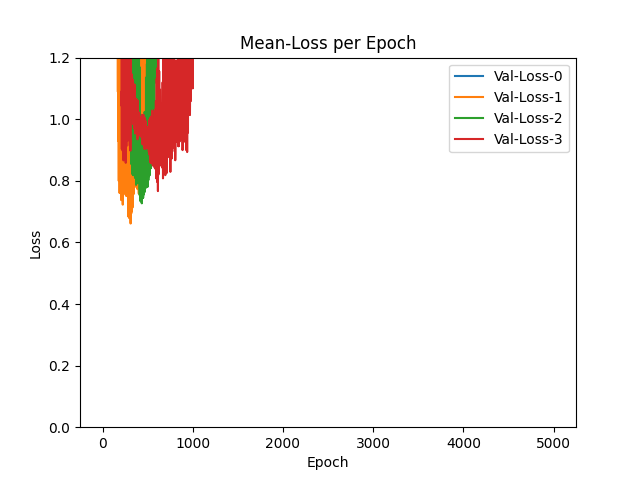 Mean-Loss per Epoch
1.2
1.0
0.8
0.6
0.4
0.2
0.0
Loss
Val-Loss-0
Val-Loss-1
Val-Loss-2
Val-Loss-3
0 1000 2000 3000 4000 5000
Epoch